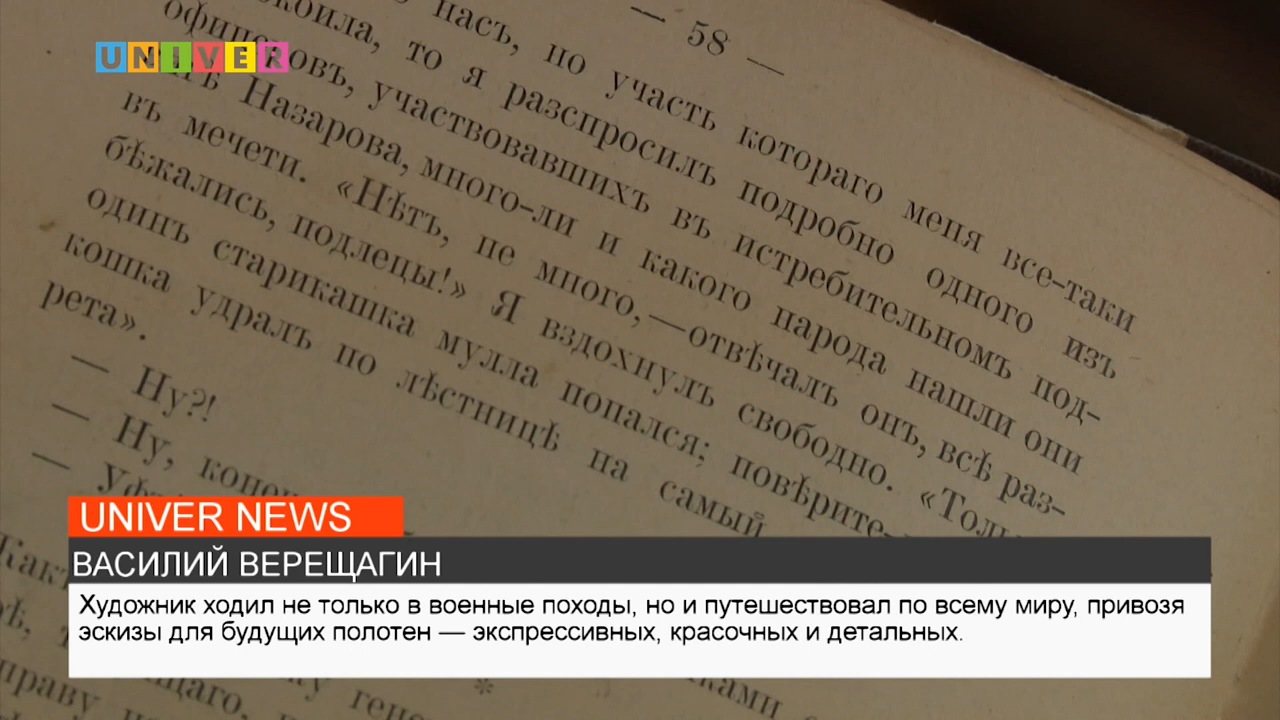 — 58 —
насъ, но участь котораго меня все-таки
то я разспросилъ подробно одного изъ
участвовавшихъ въ истребительномъ под-
Назарова, много-ли и какого народа нашли они
въ мечети. «Нѣтъ, не много,—отвѣчалъ онъ, всѣ раз-
бѣжались, подлецы!» Я вздохнулъ свободно.
одинъ старикашка мулла попался; повѣрите-
кошка удралъ по лѣстницѣ на самый
рета».
— Ну?!
— Ну,
UNIVER
UNIVER NEWS
ВАСИЛИЙ ВЕРЕЩАГИН
Художник ходил не только в военные походы, но и путешествовал по всему миру, привозя
эскизы для будущих полотен — экспрессивных, красочных и детальных.